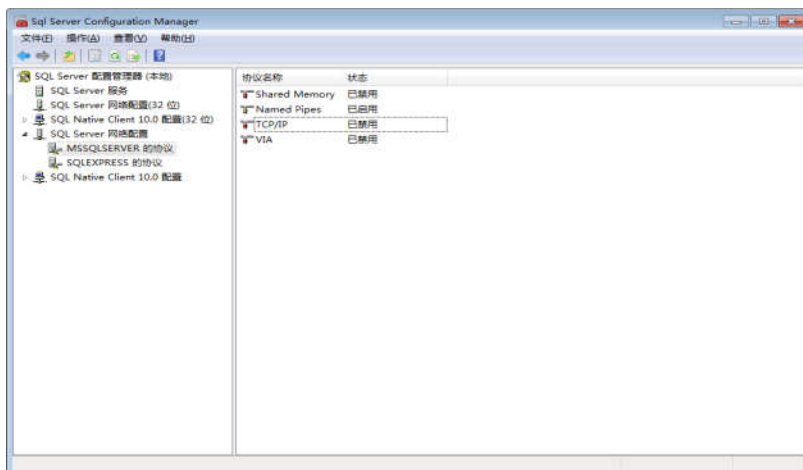 Sql Server Configuration Manager
文件(F) 操作(A) 查看(V) 帮助(H)
SQL Server 配置管理器 (本地)
SQL Server 服务
SQL Server 网络配置(32 位)
SQL Native Client 10.0 配置(32 位)
SQL Server 网络配置
MSSQLSERVER 的协议
SQLEXPRESS 的协议
SQL Native Client 10.0 配置
协议名称 状态
Shared Memory 已禁用
Named Pipes 已启用
TCP/IP 已禁用
VIA 已禁用